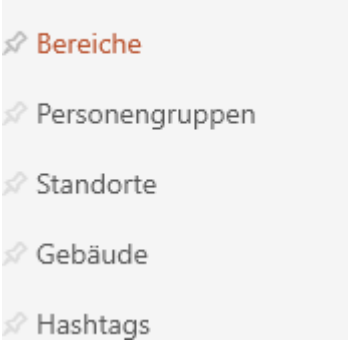 Bereiche
Personengruppen
Standorte
Gebäude
Hashtags